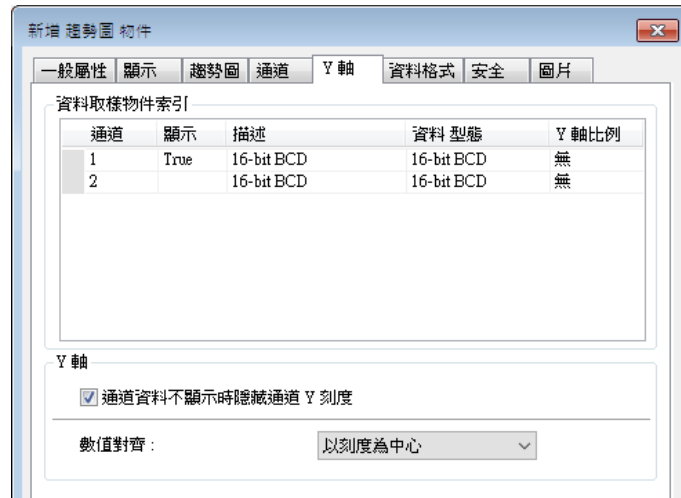 新增 趨勢圖 物件
一般屬性 顯示 趨勢圖 通道 Y 軸 資料格式 安全 圖片
資料取樣物件索引
通道 顯示 描述 資料 型態 Y 軸比例
1 True 16-bit BCD 16-bit BCD 無
2 16-bit BCD 16-bit BCD 無
Y 軸
通道資料不顯示時隱藏通道 Y 刻度
數值對齊 : 以刻度為中心